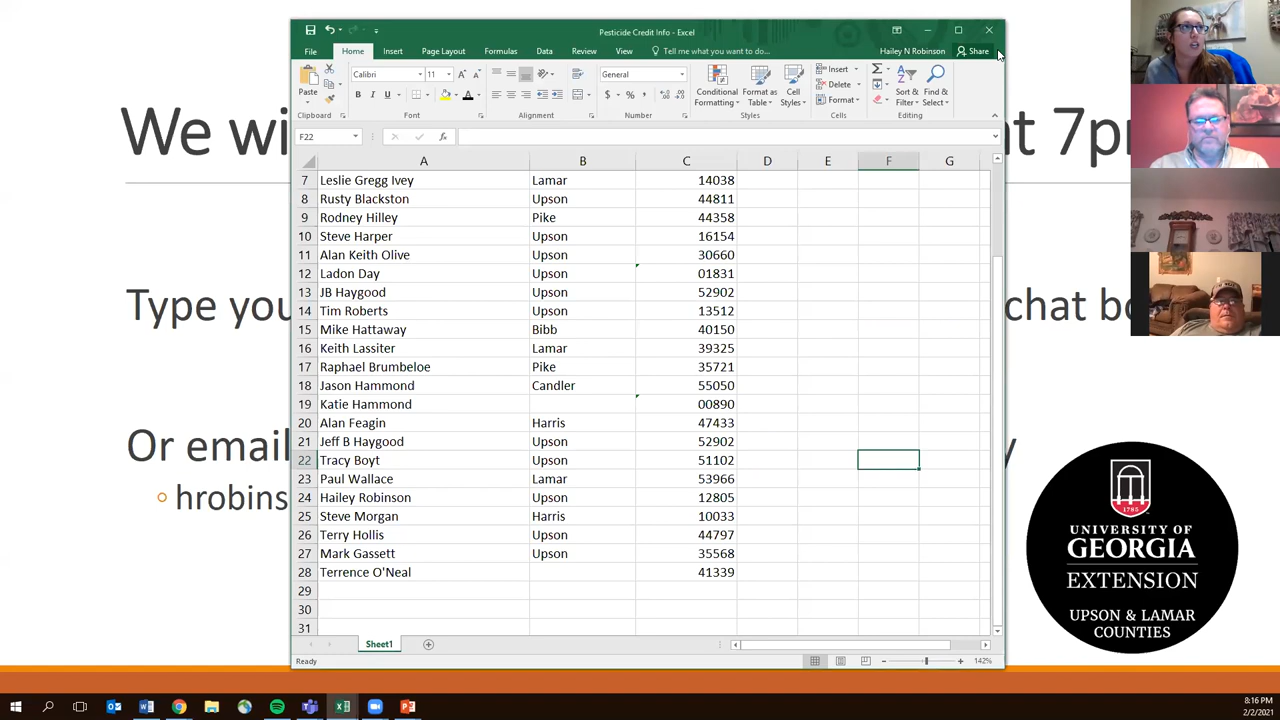 Pesticide Credit Info - Excel
File Home Insert Page Layout Formulas Data Review View Tell me what you want to do... Hailey N Robinson Share
Paste Calibri 11 General Conditional Formatting Format as Table Cell Styles Insert Delete Format Sort & Filter Find & Select
Clipboard Font Alignment Number Styles Cells Editing
F22 fx
A B C D E F G
7 Leslie Gregg Ivey Lamar 14038
8 Rusty Blackston Upson 44811
9 Rodney Hilley Pike 44358
10 Steve Harper Upson 16154
11 Alan Keith Olive Upson 30660
12 Ladon Day Upson 01831
13 JB Haygood Upson 52902
14 Tim Roberts Upson 13512
15 Mike Hattaway Bibb 40150
16 Keith Lassiter Lamar 39325
17 Raphael Brumbeloe Pike 35721
18 Jason Hammond Candler 55050
19 Katie Hammond 00890
20 Alan Feagin Harris 47433
21 Jeff B Haygood Upson 52902
22 Tracy Boyt Upson 51102
23 Paul Wallace Lamar 53966
24 Hailey Robinson Upson 12805
25 Steve Morgan Harris 10033
26 Terry Hollis Upson 44797
27 Mark Gassett Upson 35568
28 Terrence O'Neal 41339
29
30
31
Sheet1
Ready 142%
We wi
t 7p
Type you
chat bo
Or email
y
hrobins
1785
UNIVERSITY OF
GEORGIA
EXTENSION
UPSON & LAMAR
COUNTIES
8:16 PM
2/2/2021